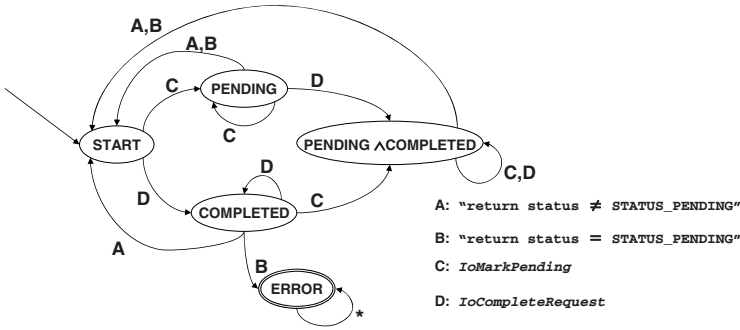 A,B
A,B
C
PENDING
D
C
START
PENDING ∧COMPLETED
C,D
D
D
COMPLETED
C
A
B
ERROR
*
A: "return status ≠ STATUS_PENDING"
B: "return status = STATUS_PENDING"
C: IoMarkPending
D: IoCompleteRequest